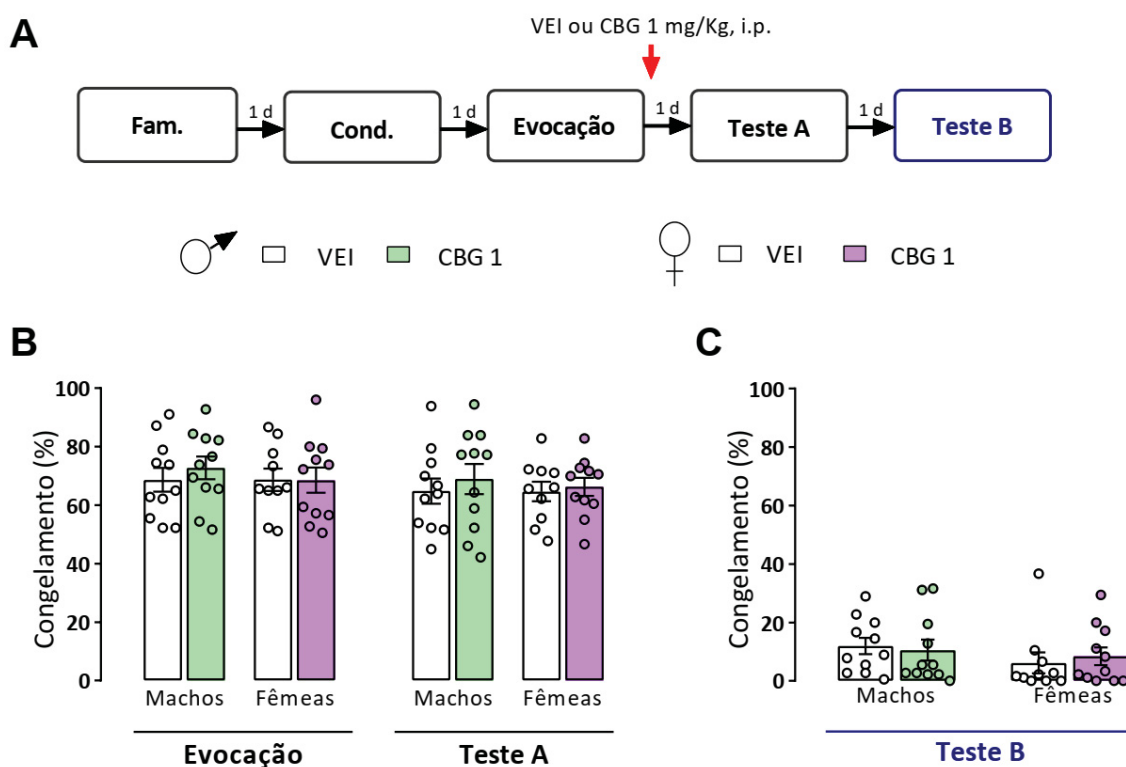 A
VEI ou CBG 1 mg/Kg, i.p.
Fam.
1 d
Cond.
1 d
Evocação
1 d
Teste A
1 d
Teste B
VEI
CBG 1
VEI
CBG 1
B
Congelamento (%)
100
80
60
40
20
0
Machos
Fêmeas
Machos
Fêmeas
Evocação
Teste A
C
Congelamento (%)
100
80
60
40
20
0
Machos
Fêmeas
Teste B